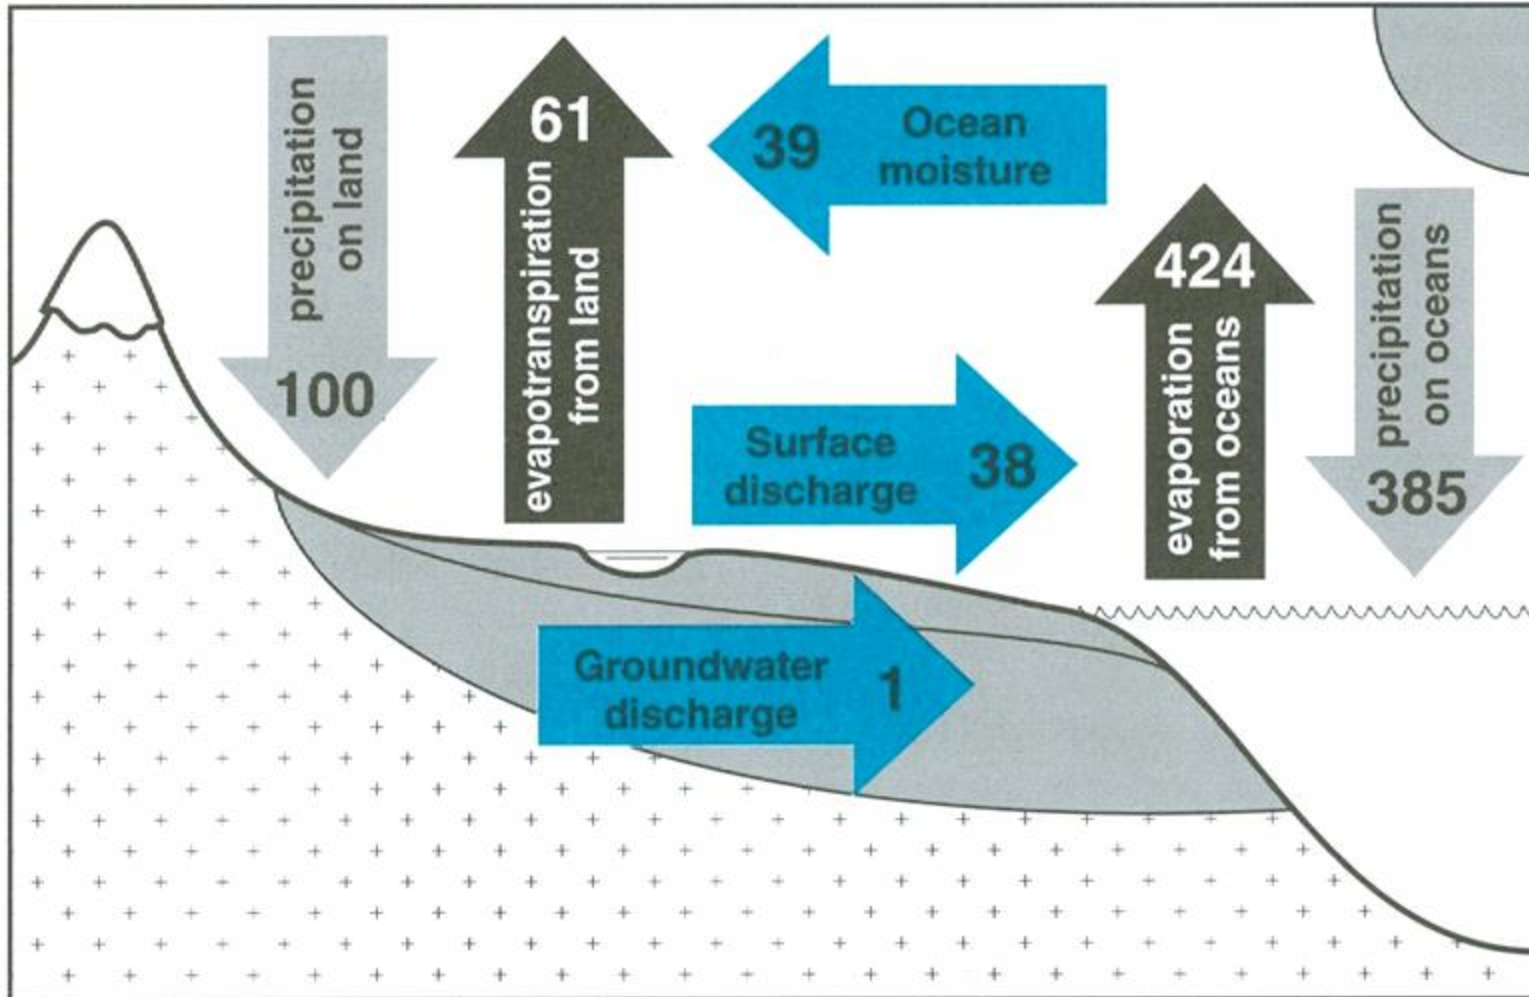 precipitation
on land
100
61
evapotranspiration
from land
39
Ocean
moisture
424
evaporation
from oceans
precipitation
on oceans
385
Surface
discharge
38
Groundwater
discharge
1